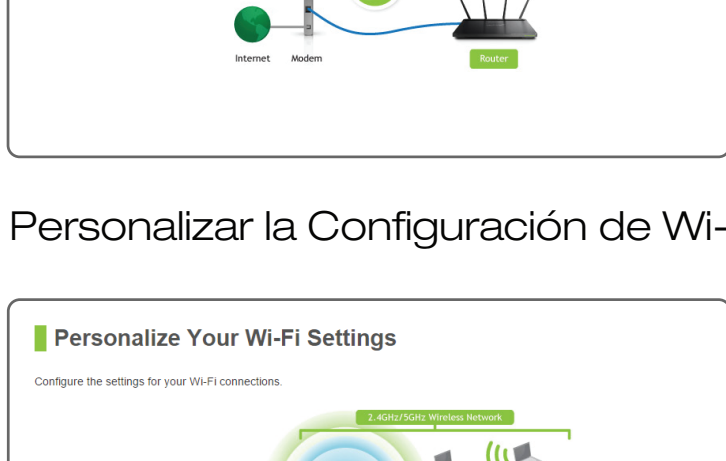 Internet Modem Router
Personalizar la Configuración de Wi-
Personalize Your Wi-Fi Settings
Configure the settings for your Wi-Fi connections.
2.4GHz/5GHz Wireless Network